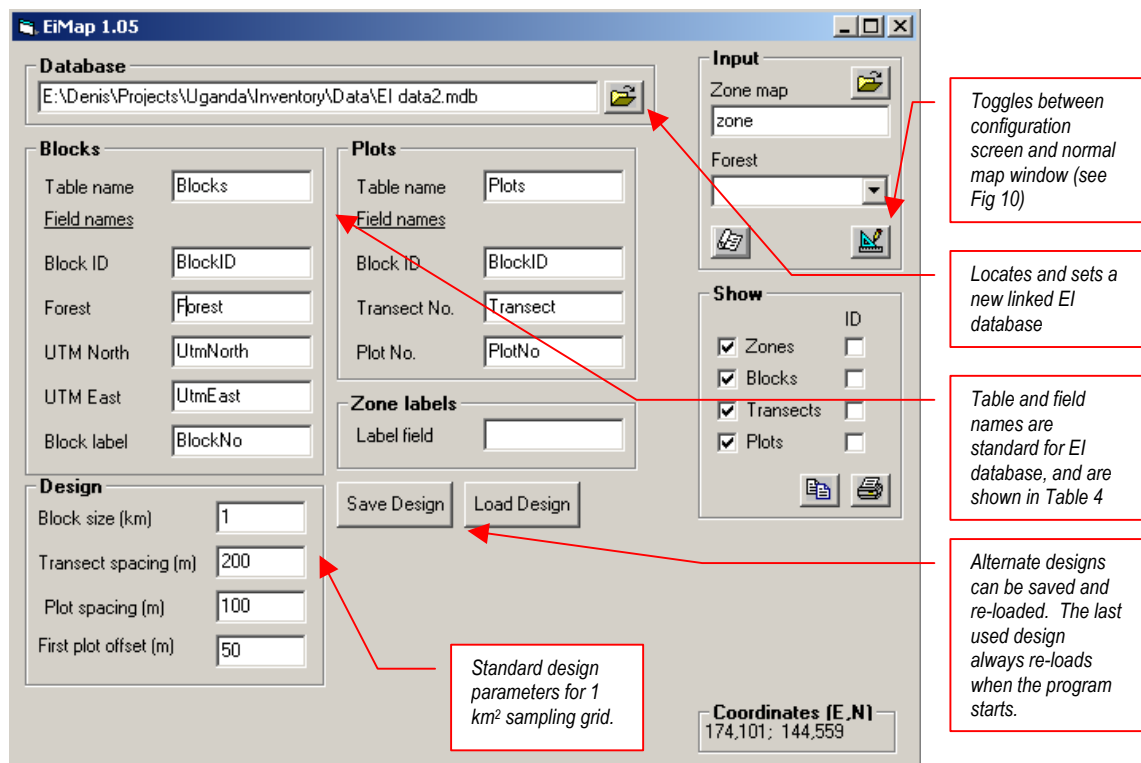 EiMap 1.05
Database
E:\Denis\Projects\Uganda\Inventory\Data\EI data2.mdb
Blocks
Table name
Blocks
Field names
Block ID
BlockID
Forest
Forest
UTM North
UtmNorth
UTM East
UtmEast
Block label
BlockNo
Plots
Table name
Plots
Field names
Block ID
BlockID
Transect No.
Transect
Plot No.
PlotNo
Zone labels
Label field
Design
Block size (km)
1
Transect spacing (m)
200
Plot spacing (m)
100
First plot offset (m)
50
Save Design
Load Design
Input
Zone map
zone
Forest
Show
ID
Zones
Blocks
Transects
Plots
Coordinates (E,N)
174,101; 144,559
Toggles between
configuration
screen and normal
map window (see
Fig 10)
Locates and sets a
new linked EI
database
Table and field
names are
standard for EI
database, and are
shown in Table 4
Alternate designs
can be saved and
re-loaded. The last
used design
always re-loads
when the program
starts.
Standard design
parameters for 1
km² sampling grid.